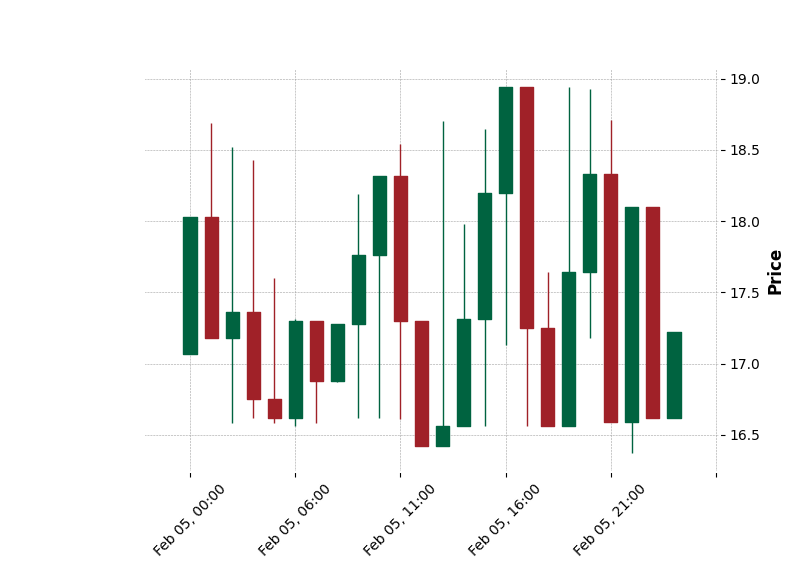 19.0
18.5
18.0
17.5
17.0
16.5
Price
Feb 05, 00:00
Feb 05, 06:00
Feb 05, 11:00
Feb 05, 16:00
Feb 05, 21:00